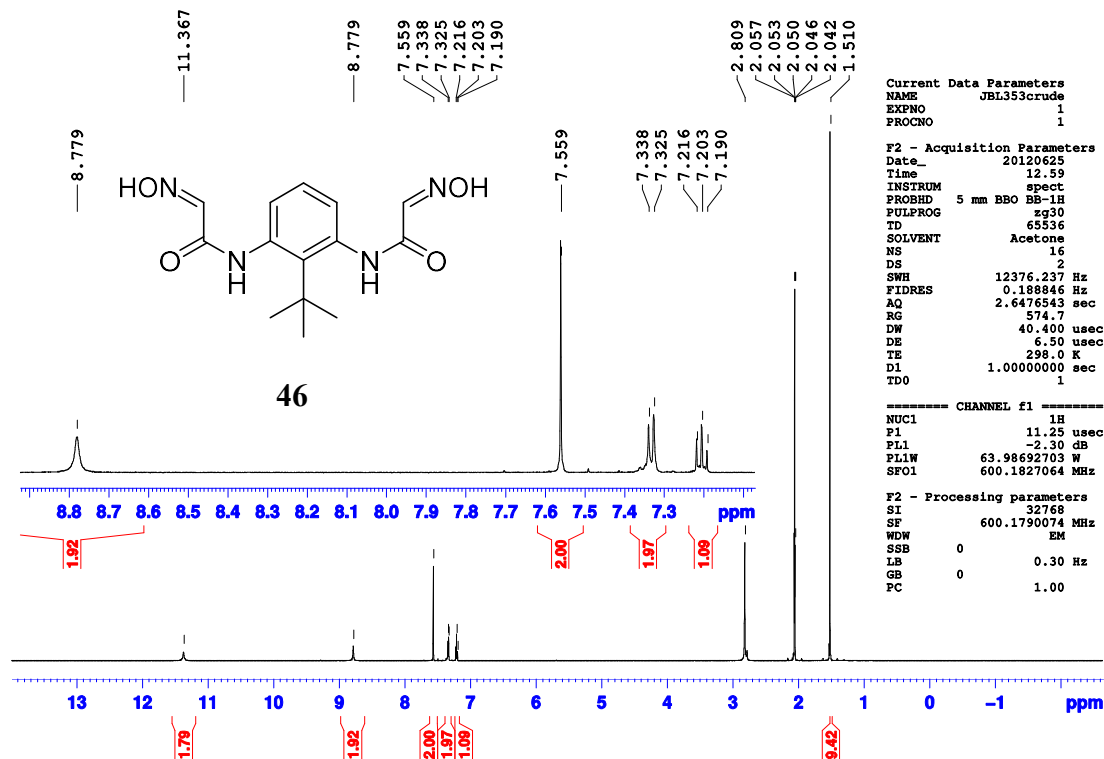 11.367
8.779
7.559
7.338
7.325
7.216
7.203
7.190
2.809
2.057
2.053
2.050
2.046
2.042
1.510
8.779
7.559
7.338
7.325
7.216
7.203
7.190
HON
NOH
O
N
H
N
H
O
46
8.8 8.7 8.6 8.5 8.4 8.3 8.2 8.1 8.0 7.9 7.8 7.7 7.6 7.5 7.4 7.3 ppm
1.92
2.00
1.97
1.09
13 12 11 10 9 8 7 6 5 4 3 2 1 0 -1 ppm
1.79
1.92
2.00
1.97
1.09
9.42
Current Data Parameters
NAME JBL353crude
EXPNO 1
PROCNO 1
F2 - Acquisition Parameters
Date_ 20120625
Time 12.59
INSTRUM spect
PROBHD 5 mm BBO BB-1H
PULPROG zg30
TD 65536
SOLVENT Acetone
NS 16
DS 2
SWH 12376.237 Hz
FIDRES 0.188846 Hz
AQ 2.6476543 sec
RG 574.7
DW 40.400 usec
DE 6.50 usec
TE 298.0 K
D1 1.00000000 sec
TD0 1
======== CHANNEL f1 ========
NUC1 1H
P1 11.25 usec
PL1 -2.30 dB
PL1W 63.98692703 W
SFO1 600.1827064 MHz
F2 - Processing parameters
SI 32768
SF 600.1790074 MHz
WDW EM
SSB 0
LB 0.30 Hz
GB 0
PC 1.00